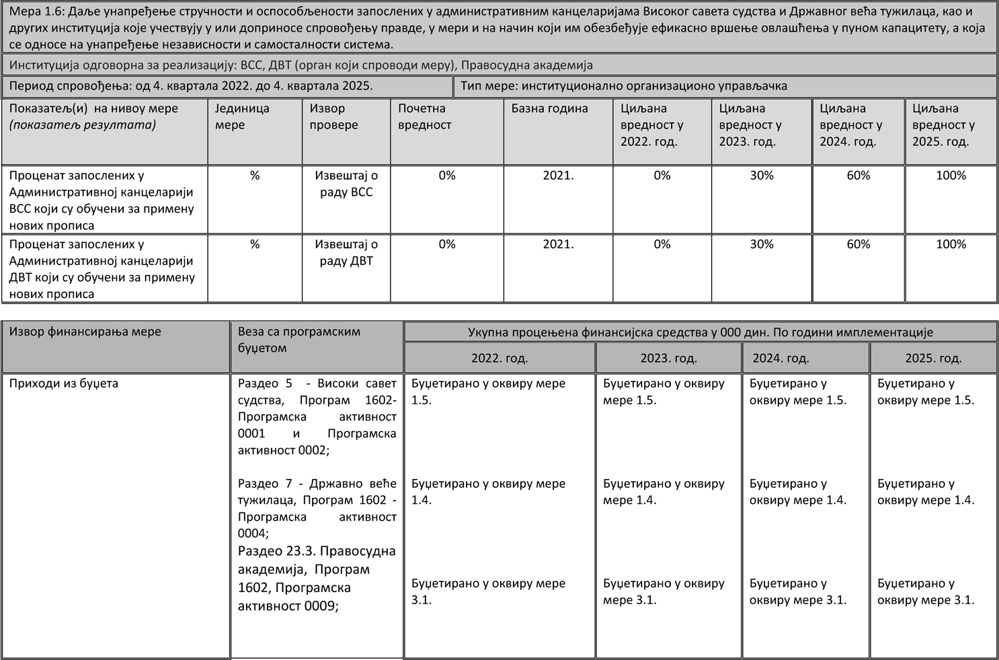 Мера 1.6: Даље унапређење стручности и оспособљености запослених у административним канцеларијама Високог савета судства и Државног већа тужилаца, као и
других институција које учествују у или доприносе спровођењу правде, у мери и на начин који им обезбеђује ефикасно вршење овлашћења у пуном капацитету, а која
се односе на унапређење независности и самосталности система.
Институција одговорна за реализацију: ВСС, ДВТ (орган који спроводи меру), Правосудна академија
Период спровођења: од 4. квартала 2022. до 4. квартала 2025.
Тип мере: институционално организационо управљачка
Показатељ(и)  на нивоу мере
(показатељ резултата)
Јединица
мере
Извор
провере
Почетна
вредност
Базна година
Циљана
вредност у
2022. год.
Циљана
вредност у
2023. год.
Циљана
вредност у
2024. год.
Циљана
вредност у
2025. год.
Проценат запослених у
Административној канцеларији
ВСС који су обучени за примену
нових прописа
%
Извештај о
раду ВСС
0%
2021.
0%
30%
60%
100%
Проценат запослених у
Административној канцеларији
ДВТ који су обучени за примену
нових прописа
%
Извештај о
раду ДВТ
0%
2021.
0%
30%
60%
100%
Извор финансирања мере
Веза са програмским
буџетом
Укупна процењена финансијска средства у 000 дин. По години имплементације
2022. год.
2023. год.
2024. год.
2025. год.
Приходи из буџета
Раздео 5  - Високи савет
судства, Програм 1602-
Програмска активност
0001 и Програмска
активност 0002;
Буџетирано у оквиру мере
1.5.
Буџетирано у оквиру
мере 1.5.
Буџетирано у
оквиру мере 1.5.
Буџетирано у
оквиру мере 1.5.
Раздео 7 - Државно веће
тужилаца, Програм 1602 -
Програмска активност
0004;
Буџетирано у оквиру мере
1.4.
Буџетирано у оквиру
мере 1.4.
Буџетирано у
оквиру мере 1.4.
Буџетирано у
оквиру мере 1.4.
Раздео 23.3. Правосудна
академија,  Програм
1602, Програмска
активност 0009;
Буџетирано у оквиру мере
3.1.
Буџетирано у оквиру
мере 3.1.
Буџетирано у
оквиру мере 3.1.
Буџетирано у
оквиру мере 3.1.